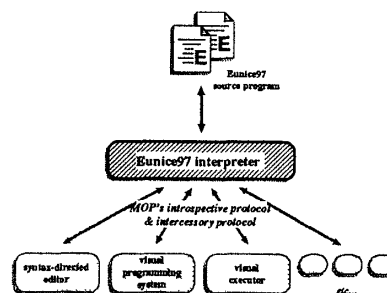 E
E
Eunice97
source program
Eunice97 interpreter
MOP's introspective protocol
& intercessory protocol
syntax-directed
editor
visual
programming
system
visual
executor
etc...